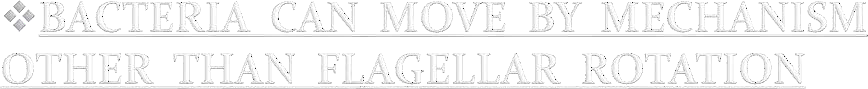 ❖BACTERIA CAN MOVE BY MECHANISM
OTHER THAN FLAGELLAR ROTATION